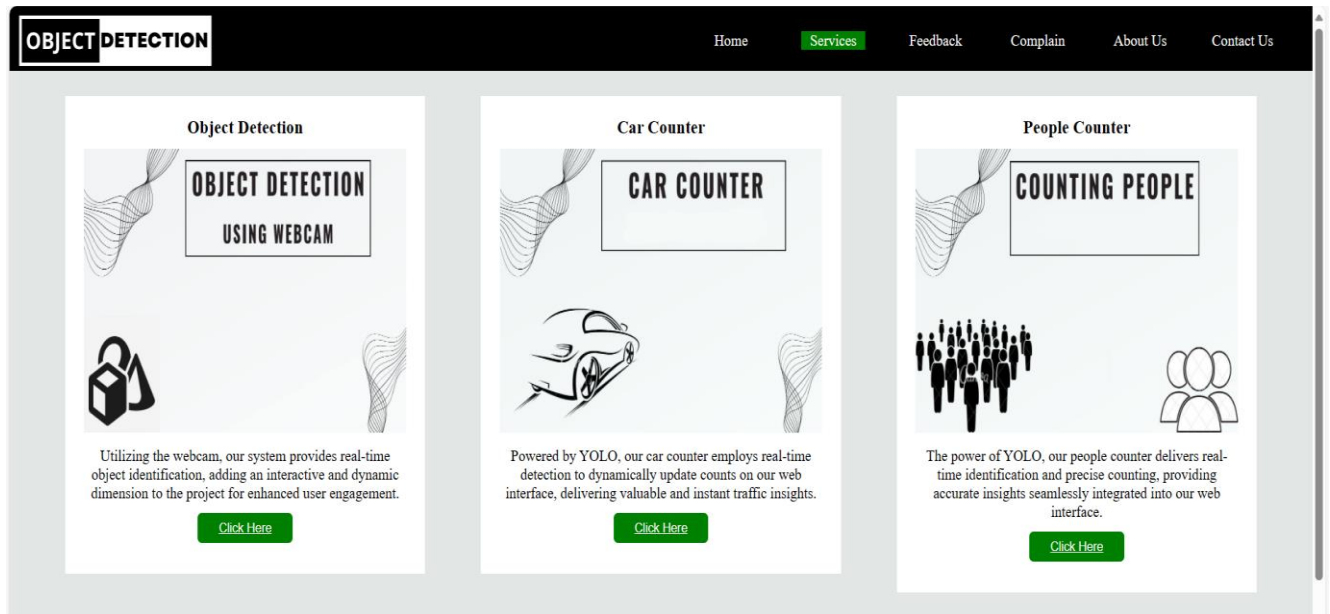 OBJECT DETECTION
Home Services Feedback Complain About Us Contact Us
Object Detection
OBJECT DETECTION
USING WEBCAM
Utilizing the webcam, our system provides real-time
object identification, adding an interactive and dynamic
dimension to the project for enhanced user engagement.
Click Here
Car Counter
CAR COUNTER
Powered by YOLO, our car counter employs real-time
detection to dynamically update counts on our web
interface, delivering valuable and instant traffic insights.
Click Here
People Counter
COUNTING PEOPLE
The power of YOLO, our people counter delivers real-
time identification and precise counting, providing
accurate insights seamlessly integrated into our web
interface.
Click Here